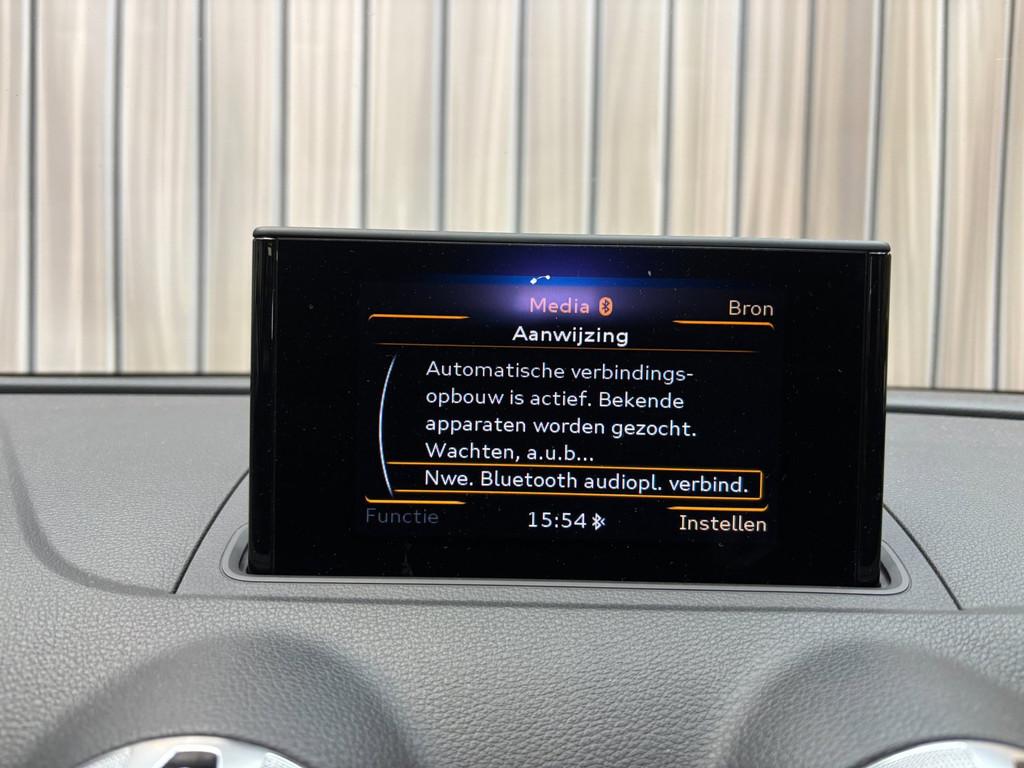 Media
Bron
Aanwijzing
Automatische verbindings-
opbouw is actief. Bekende
apparaten worden gezocht.
Wachten, a.u.b...
Nwe. Bluetooth audiopl. verbind.
Functie
15:54
Instellen